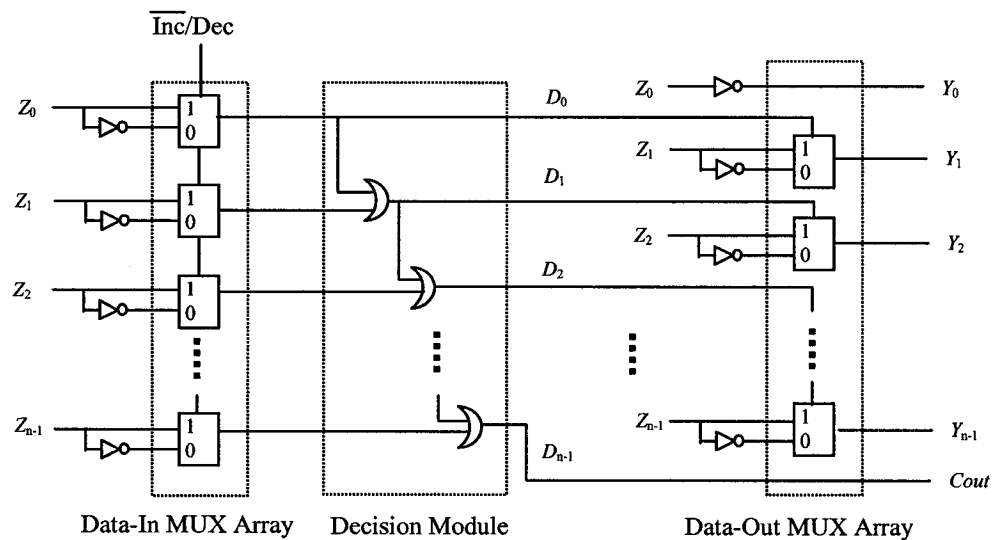 I̅n̅c̅/Dec
Z0
1
0
Z1
1
0
Z2
1
0
Zn-1
1
0
D0
D1
D2
Dn-1
Z0
Y0
Z1
1
0
Y1
Z2
1
0
Y2
Zn-1
1
0
Yn-1
Cout
Data-In MUX Array
Decision Module
Data-Out MUX Array